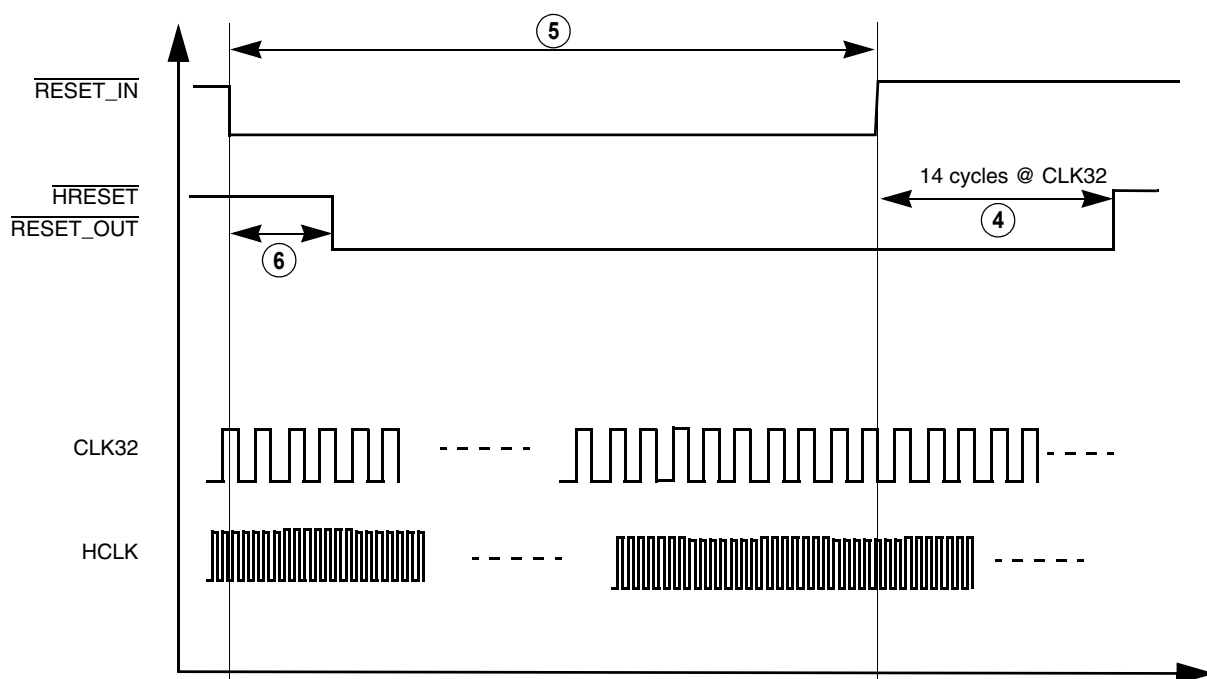 5
RESET_IN
HRESET
14 cycles @ CLK32
RESET_OUT
4
6
CLK32
HCLK